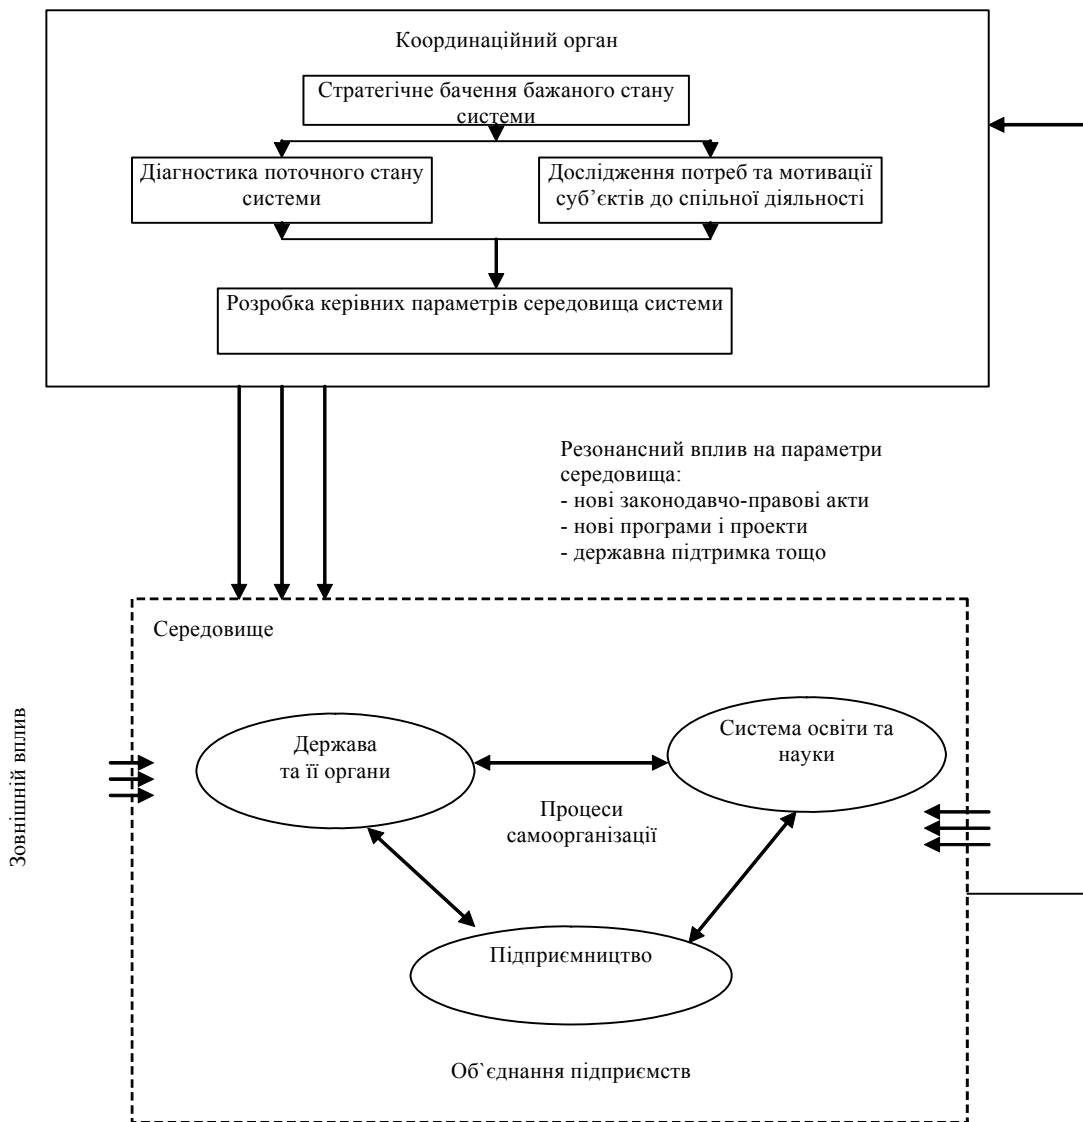 Координаційний орган
Стратегічне бачення бажаного стану
системи
Діагностика поточного стану
системи
Дослідження потреб та мотивації
суб’єктів до спільної діяльності
Розробка керівних параметрів середовища системи
Резонансний вплив на параметри
середовища:
- нові законодавчо-правові акти
- нові програми і проекти
- державна підтримка тощо
Середовище
Зовнішній вплив
Держава
та її органи
Система освіти та
науки
Процеси
самоорганізації
Підприємництво
Об`єднання підприємств